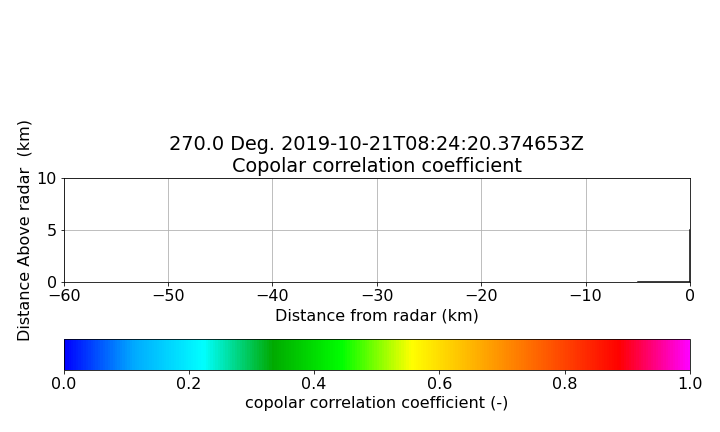 270.0 Deg. 2019-10-21T08:24:20.374653Z
Copolar correlation coefficient
Distance Above radar  (km)
10
5
0
−60 −50 −40 −30 −20 −10 0
Distance from radar (km)
0.0 0.2 0.4 0.6 0.8 1.0
copolar correlation coefficient (-)